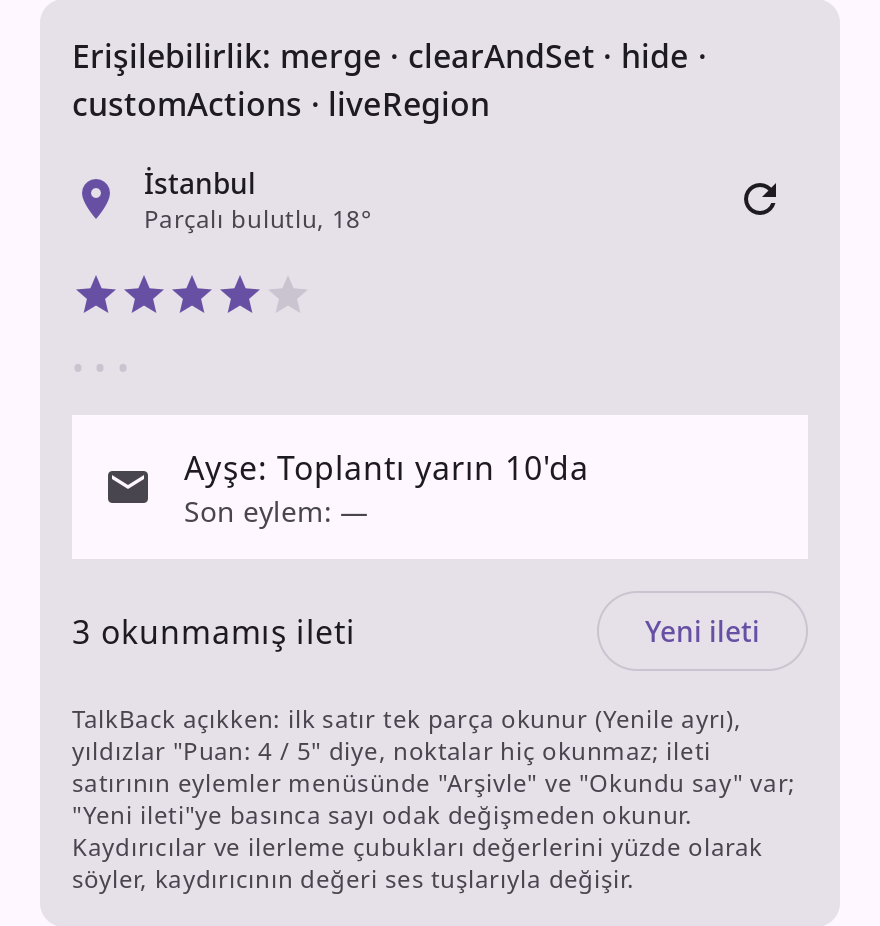 Erişilebilirlik: merge · clearAndSet · hide ·
customActions · liveRegion
İstanbul
Parçalı bulutlu, 18°
• • •
Ayşe: Toplantı yarın 10'da
Son eylem: —
3 okunmamış ileti
Yeni ileti
TalkBack açıkken: ilk satır tek parça okunur (Yenile ayrı),
yıldızlar "Puan: 4 / 5" diye, noktalar hiç okunmaz; ileti
satırının eylemler menüsünde "Arşivle" ve "Okundu say" var;
"Yeni ileti"ye basınca sayı odak değişmeden okunur.
Kaydırıcılar ve ilerleme çubukları değerlerini yüzde olarak
söyler, kaydırıcının değeri ses tuşlarıyla değişir.